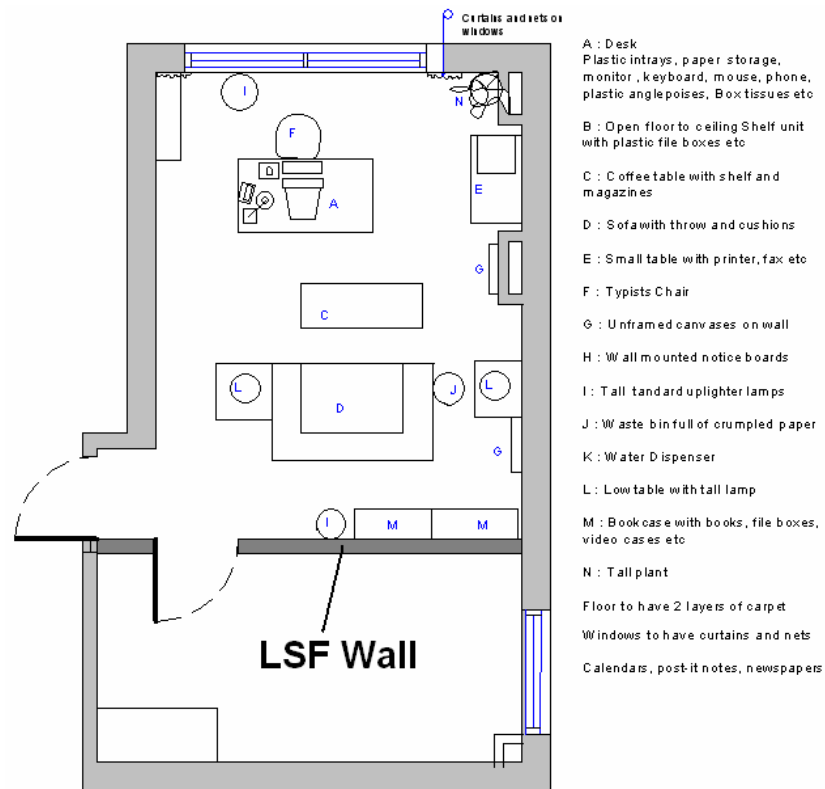 Curtains and nets on
windows
A : Desk
Plastic intrays, paper storage,
monitor , keyboard, mouse, phone,
plastic anglepoises, Box tissues etc
B : Open floor to ceiling Shelf unit
with plastic file boxes etc
C : Coffee table with shelf and
magazines
D : Sofa with throw and cushions
E : Small table with printer, fax etc
F : Typists Chair
G : Unframed canvases on wall
H : Wall mounted notice boards
I : Tall tandard uplighter lamps
J : Waste bin full of crumpled paper
K : Water Dispenser
L : Low table with tall lamp
M : Bookcase with books, file boxes,
video cases etc
N : Tall plant
Floor to have 2 layers of carpet
Windows to have curtains and nets
Calendars, post-it notes, newspapers
I
N
F
E
A
G
C
L
J
L
D
G
I
M
M
LSF Wall